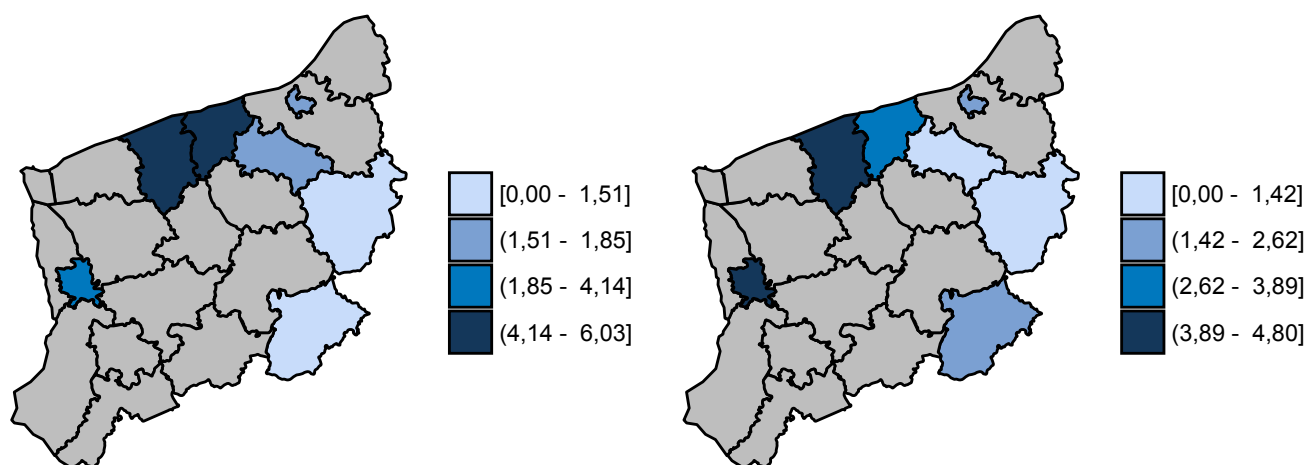 [0,00 - 1,51]
(1,51 - 1,85]
(1,85 - 4,14]
(4,14 - 6,03]
[0,00 - 1,42]
(1,42 - 2,62]
(2,62 - 3,89]
(3,89 - 4,80]